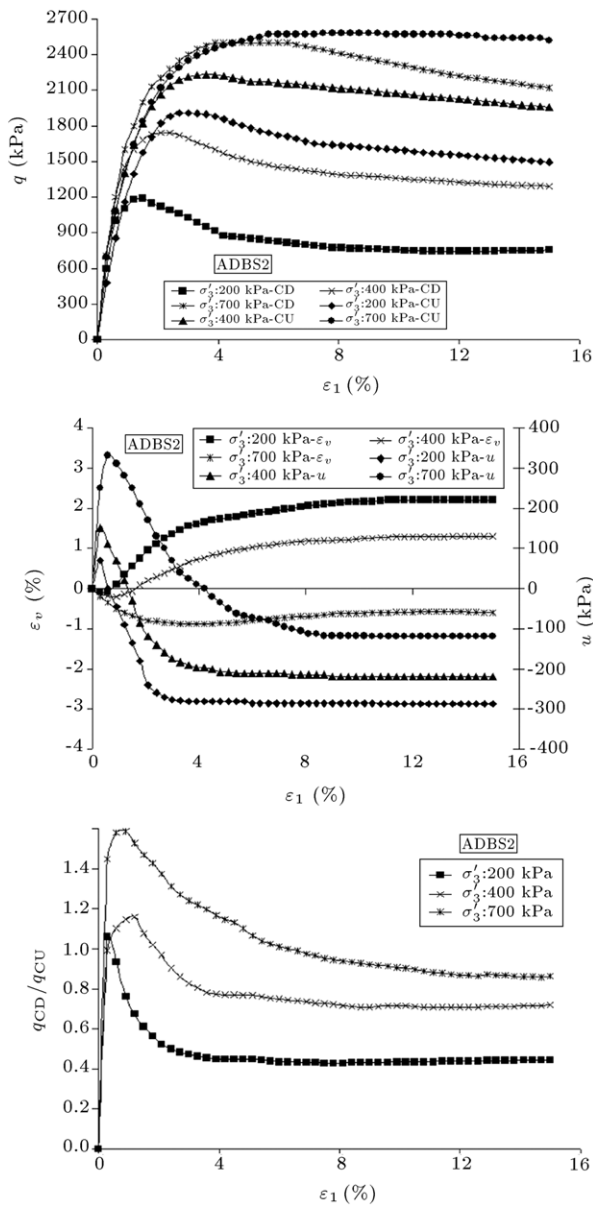 2700
2400
2100
1800
1500
1200
900
600
300
0
q (kPa)
ADBS2
σ′₃:200 kPa-CD
σ′₃:400 kPa-CD
σ′₃:700 kPa-CD
σ′₃:200 kPa-CU
σ′₃:400 kPa-CU
σ′₃:700 kPa-CU
0 4 8 12 16
ε₁ (%)
4
3
2
1
0
-1
-2
-3
-4
εᵥ (%)
ADBS2
σ′₃:200 kPa-εᵥ
σ′₃:400 kPa-εᵥ
σ′₃:700 kPa-εᵥ
σ′₃:200 kPa-u
σ′₃:400 kPa-u
σ′₃:700 kPa-u
400
300
200
100
0
-100
-200
-300
-400
u (kPa)
0 4 8 12 16
ε₁ (%)
1.4
1.2
1.0
0.8
0.6
0.4
0.2
0.0
qCD/qCU
ADBS2
σ′₃:200 kPa
σ′₃:400 kPa
σ′₃:700 kPa
0 4 8 12 16
ε₁ (%)